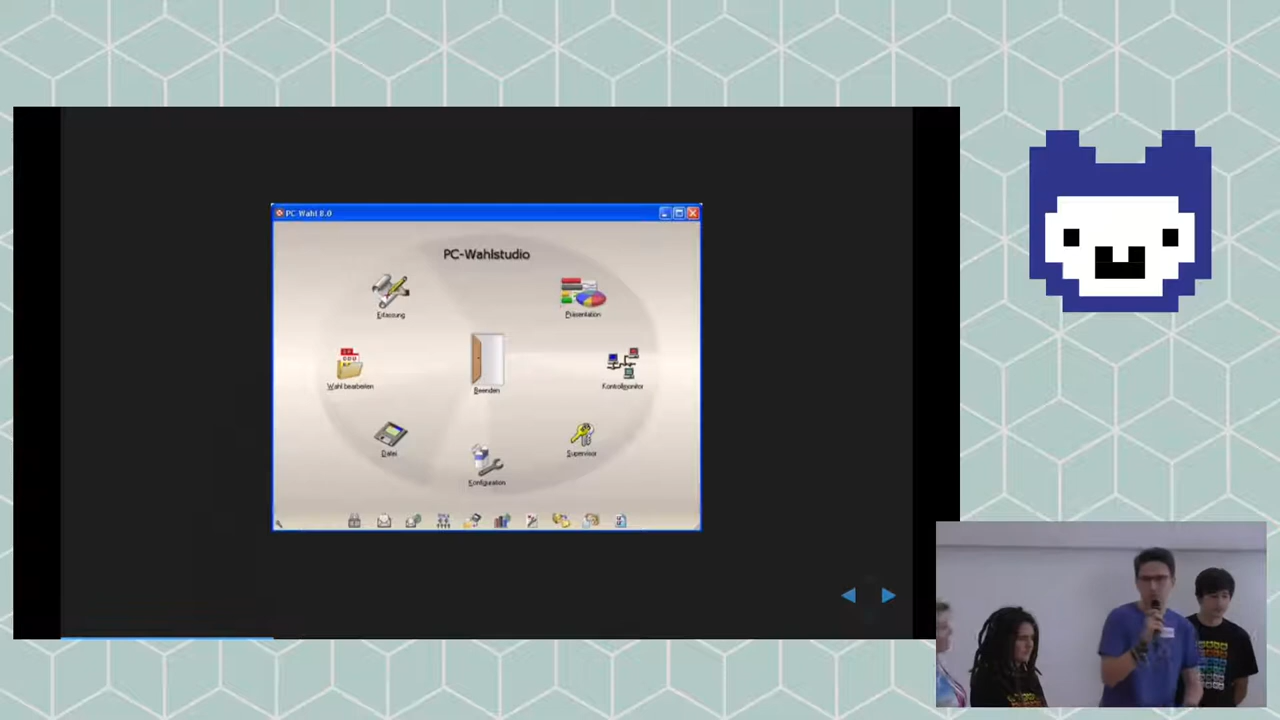 PC-Wahl 8.0
PC-Wahlstudio
Erfassung
Präsentation
Wahl bearbeiten
Beenden
Kontrollmonitor
Datei
Supervisor
Konfiguration